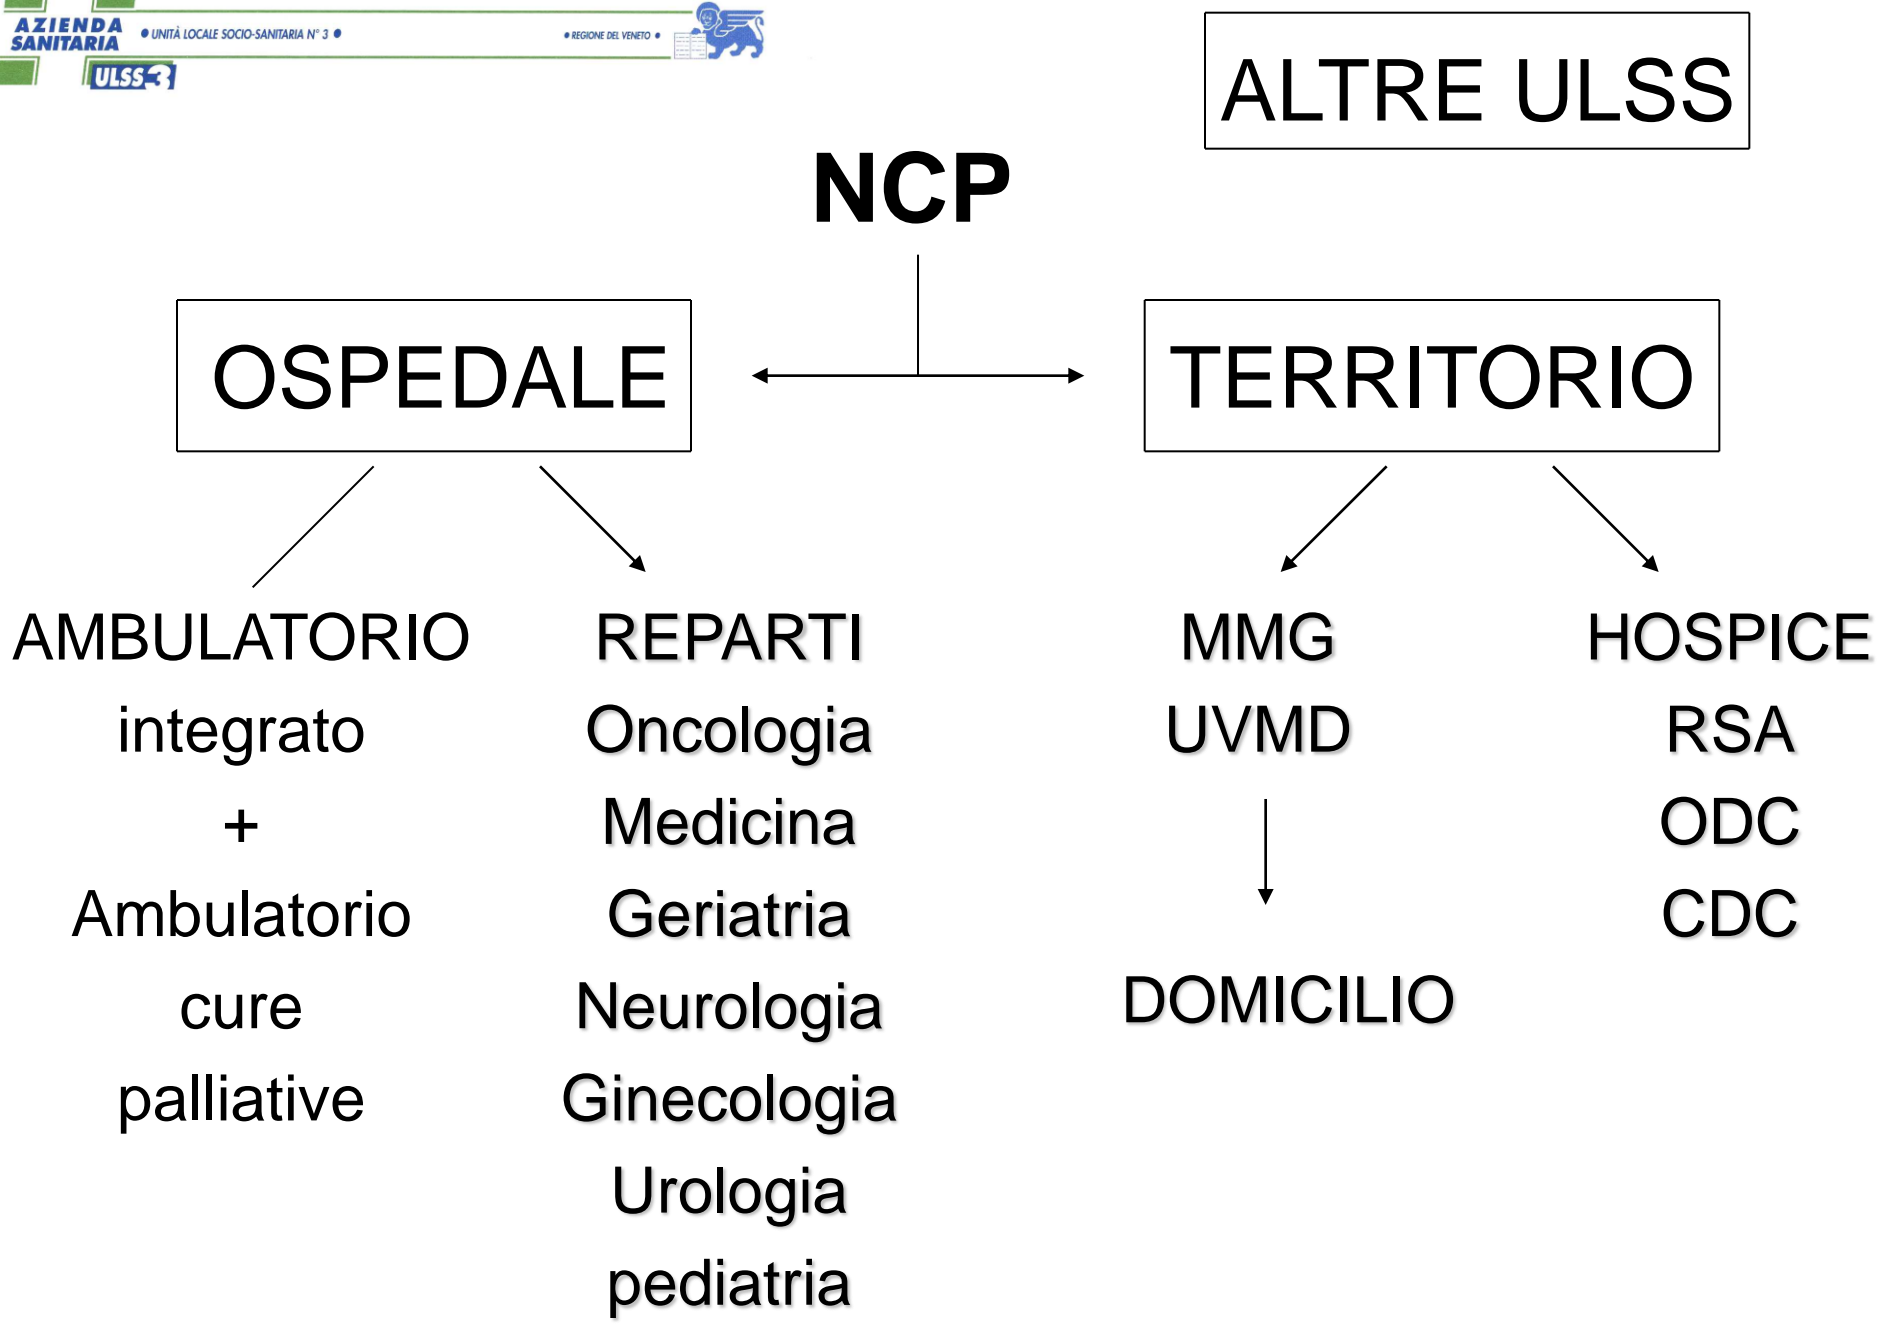 AZIENDA
SANITARIA
• UNITÀ LOCALE SOCIO-SANITARIA N° 3 •
• REGIONE DEL VENETO •
ULSS 3
ALTRE ULSS
NCP
OSPEDALE
TERRITORIO
AMBULATORIO
integrato
+
Ambulatorio
cure
palliative
REPARTI
Oncologia
Medicina
Geriatria
Neurologia
Ginecologia
Urologia
pediatria
MMG
UVMD
DOMICILIO
HOSPICE
RSA
ODC
CDC